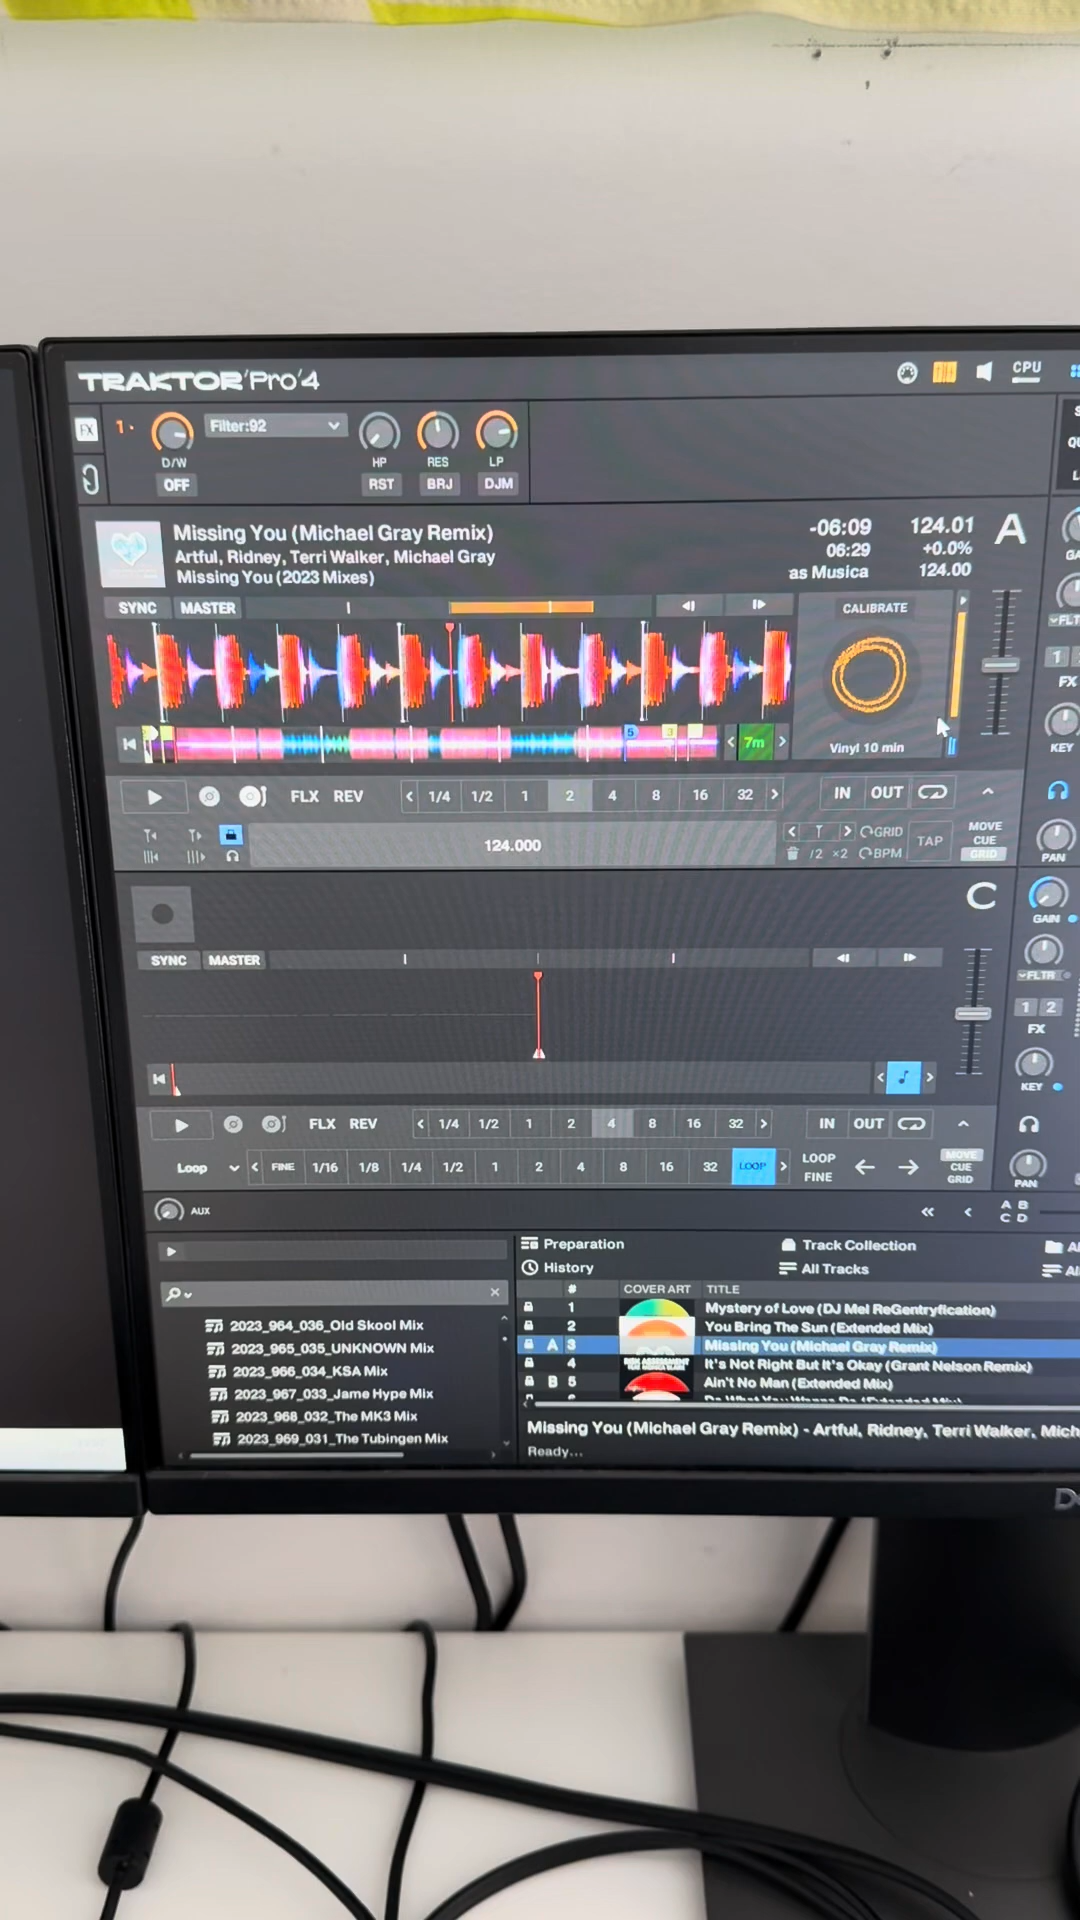 TRAKTOR Pro 4
CPU
FX
1
Filter:92
D/W
HP
RES
LP
OFF
RST
BRJ
DJM
Missing You (Michael Gray Remix)
-06:09
124.01
A
Artful, Ridney, Terri Walker, Michael Gray
06:29
+0.0%
Missing You (2023 Mixes)
as Musica
124.00
SYNC
MASTER
CALIBRATE
FLT
1
FX
5
3
7m
Vinyl 10 min
KEY
FLX
REV
1/4
1/2
1
2
4
8
16
32
IN
OUT
124.000
GRID
/2
x2
BPM
TAP
MOVE
CUE
GRID
PAN
C
GAIN
SYNC
MASTER
FLTR
1
2
FX
KEY
FLX
REV
1/4
1/2
1
2
4
8
16
32
IN
OUT
Loop
FINE
1/16
1/8
1/4
1/2
1
2
4
8
16
32
LOOP
LOOP
FINE
MOVE
CUE
GRID
PAN
AUX
A B
C D
Preparation
Track Collection
History
All Tracks
#
COVER ART
TITLE
1
Mystery of Love (DJ Mel ReGentryfication)
2
You Bring The Sun (Extended Mix)
A
3
Missing You (Michael Gray Remix)
4
It's Not Right But It's Okay (Grant Nelson Remix)
B
5
Ain't No Man (Extended Mix)
2023_964_036_Old Skool Mix
2023_965_035_UNKNOWN Mix
2023_966_034_KSA Mix
2023_967_033_Jame Hype Mix
2023_968_032_The MK3 Mix
2023_969_031_The Tubingen Mix
Missing You (Michael Gray Remix) - Artful, Ridney, Terri Walker, Mich
Ready...